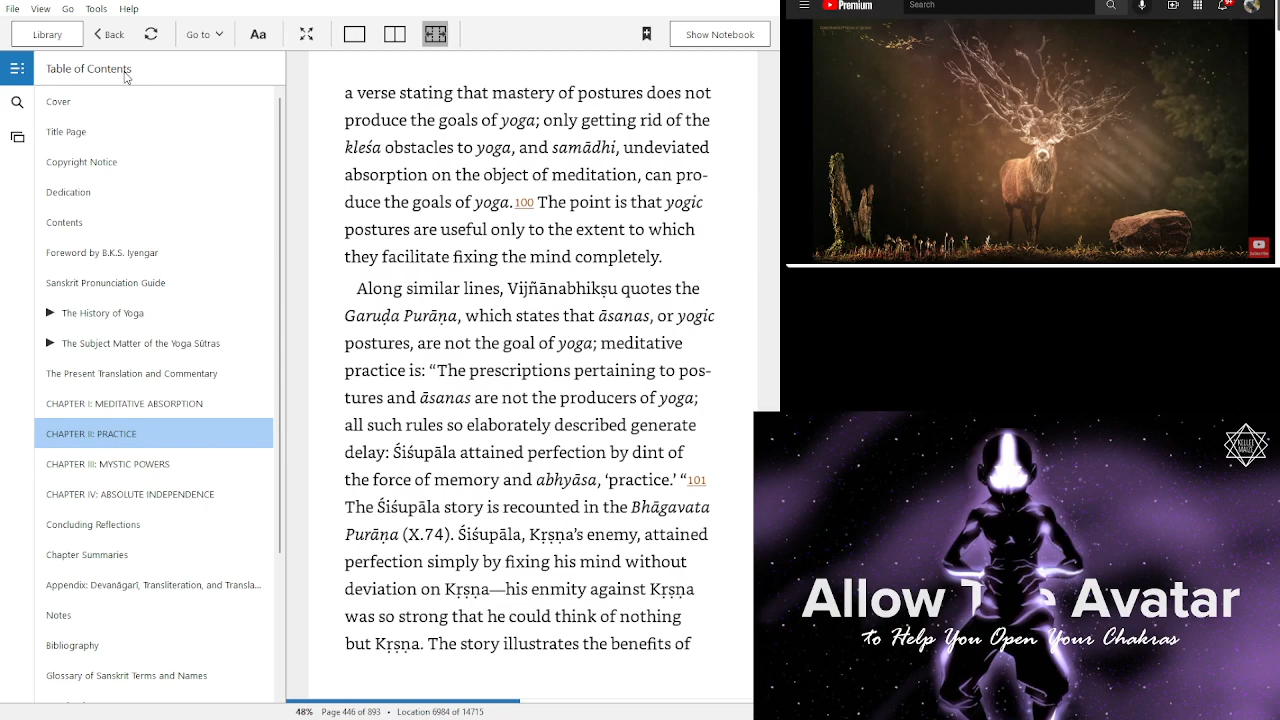 File View Go Tools Help
Library Back Go to Aa Show Notebook
Table of Contents
Cover
Title Page
Copyright Notice
Dedication
Contents
Foreword by B.K.S. Iyengar
Sanskrit Pronunciation Guide
The History of Yoga
The Subject Matter of the Yoga Sūtras
The Present Translation and Commentary
CHAPTER I: MEDITATIVE ABSORPTION
CHAPTER II: PRACTICE
CHAPTER III: MYSTIC POWERS
CHAPTER IV: ABSOLUTE INDEPENDENCE
Concluding Reflections
Chapter Summaries
Appendix: Devanāgarī, Transliteration, and Transla...
Notes
Bibliography
Glossary of Sanskrit Terms and Names
a verse stating that mastery of postures does not
produce the goals of yoga; only getting rid of the
kleśa obstacles to yoga, and samādhi, undeviated
absorption on the object of meditation, can pro-
duce the goals of yoga.100 The point is that yogic
postures are useful only to the extent to which
they facilitate fixing the mind completely.
Along similar lines, Vijñānabhikṣu quotes the
Garuḍa Purāṇa, which states that āsanas, or yogic
postures, are not the goal of yoga; meditative
practice is: “The prescriptions pertaining to pos-
tures and āsanas are not the producers of yoga;
all such rules so elaborately described generate
delay: Śiśupāla attained perfection by dint of
the force of memory and abhyāsa, ‘practice.’ “101
The Śiśupāla story is recounted in the Bhāgavata
Purāṇa (X.74). Śiśupāla, Kṛṣṇa’s enemy, attained
perfection simply by fixing his mind without
deviation on Kṛṣṇa—his enmity against Kṛṣṇa
was so strong that he could think of nothing
but Kṛṣṇa. The story illustrates the benefits of
48% Page 446 of 893 • Location 6984 of 14715
Premium Search 9+
Subscribe
Allow The Avatar
to Help You Open Your Chakras